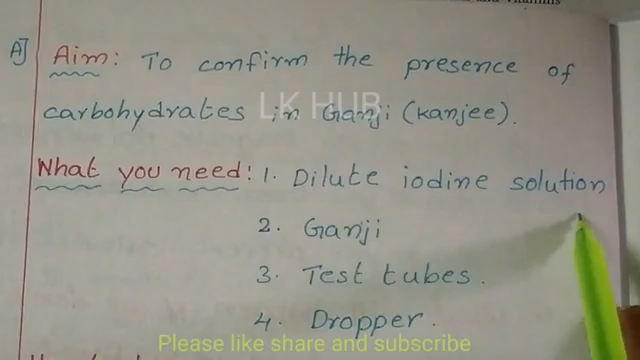 A] Aim: To confirm the presence of
carbohydrates in Ganji (Kanjee).
LK HUB
What you need: 1. Dilute iodine solution
2. Ganji
3. Test tubes.
4. Dropper.
Please like share and subscribe